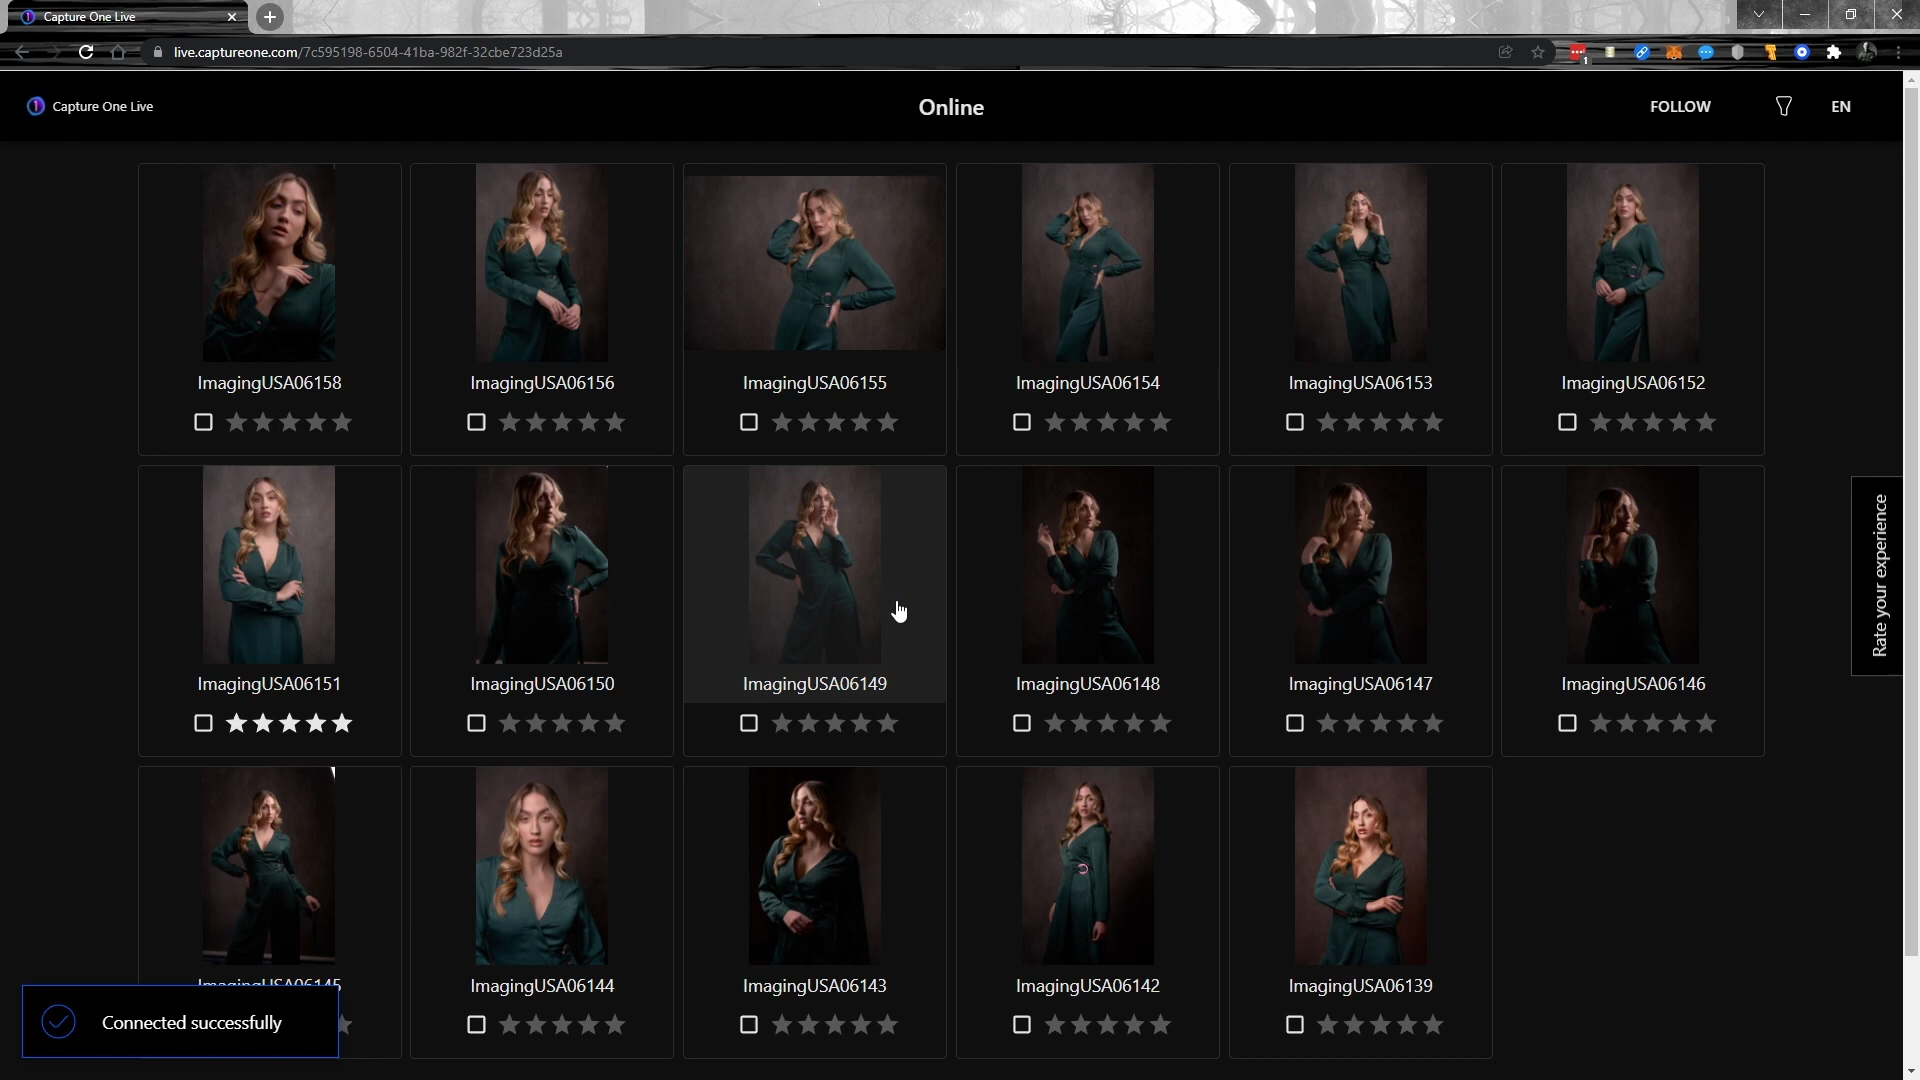 Capture One Live
live.captureone.com/7c595198-6504-41ba-982f-32cbe723d25a
1
Capture One Live
Online
FOLLOW
EN
ImagingUSA06158
ImagingUSA06156
ImagingUSA06155
ImagingUSA06154
ImagingUSA06153
ImagingUSA06152
ImagingUSA06151
ImagingUSA06150
ImagingUSA06149
ImagingUSA06148
ImagingUSA06147
ImagingUSA06146
Rate your experience
ImagingUSA06145
ImagingUSA06144
ImagingUSA06143
ImagingUSA06142
ImagingUSA06139
Connected successfully